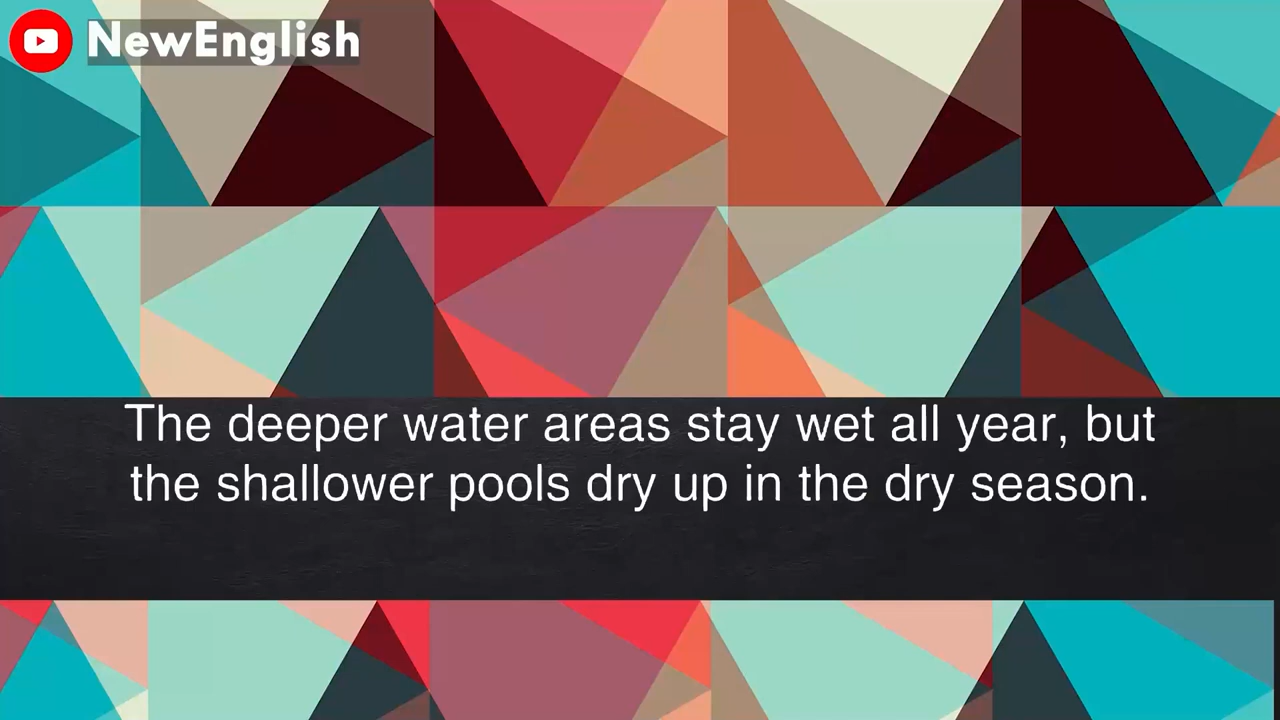 NewEnglish
The deeper water areas stay wet all year, but
the shallower pools dry up in the dry season.